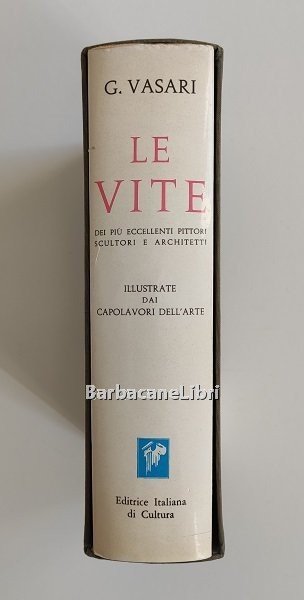 G. VASARI
LE
VITE
DEI PIÙ ECCELLENTI PITTORI
SCULTORI E ARCHITETTI
ILLUSTRATE
DAI
CAPOLAVORI DELL'ARTE
BarbacaneLibri
Editrice Italiana
di Cultura